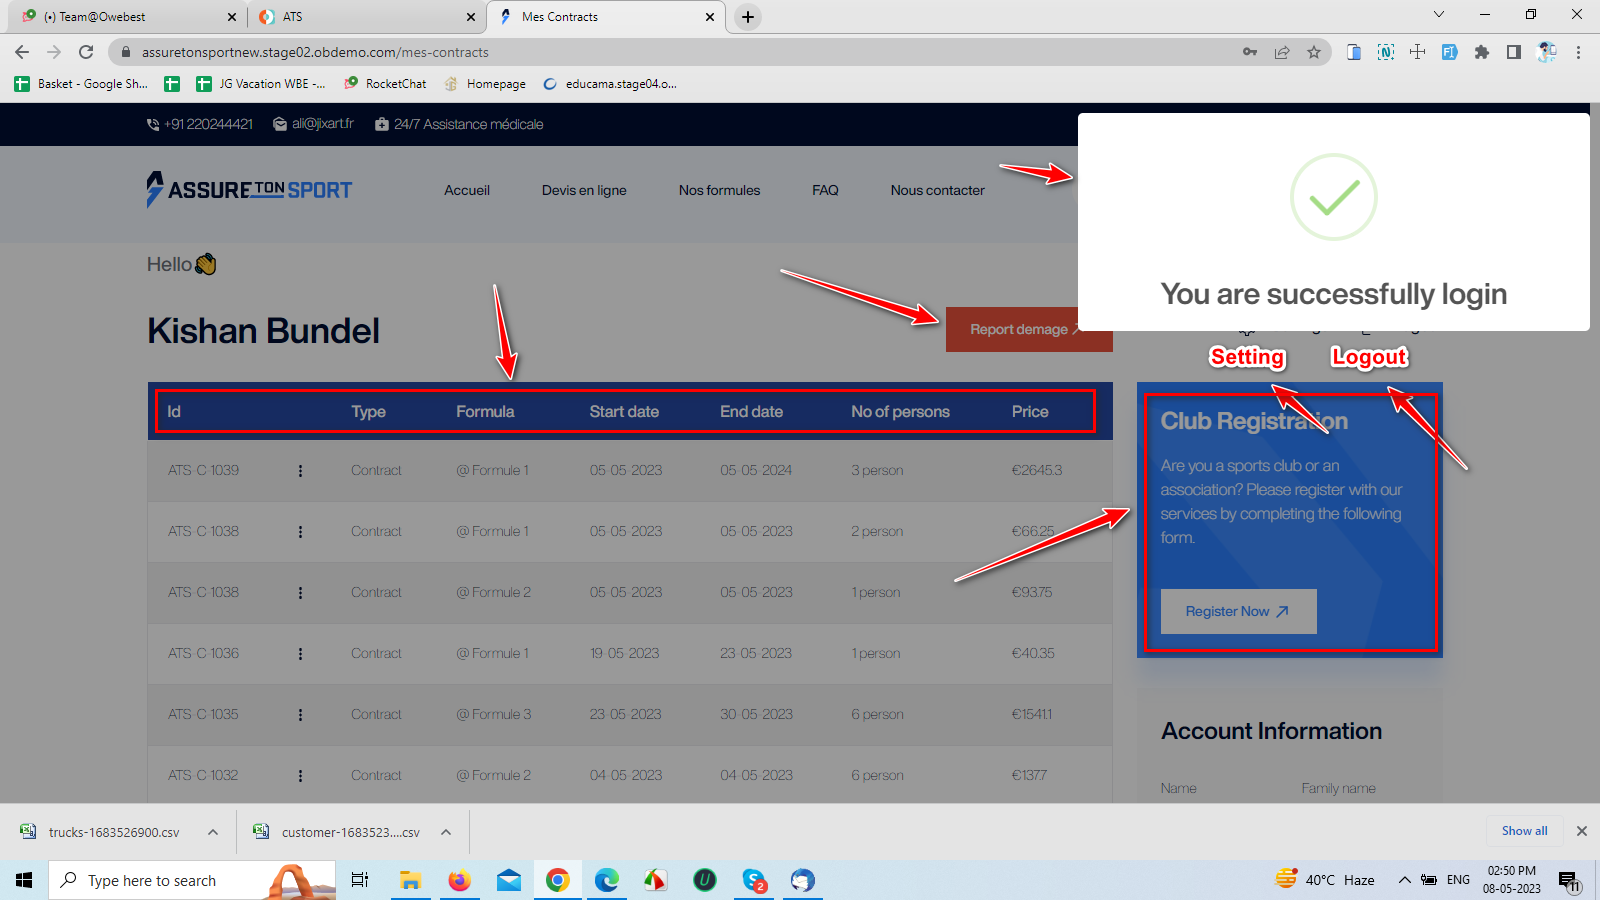 (•) Team@Owebest
ATS
Mes Contracts
assuretonsportnew.stage02.obdemo.com/mes-contracts
Basket - Google Sh...
JG Vacation WBE -...
RocketChat
Homepage
educama.stage04.o...
+91 220244421
ali@jixart.fr
24/7 Assistance médicale
ASSURE TON SPORT
Accueil
Devis en ligne
Nos formules
FAQ
Nous contacter
You are successfully login
Hello
Kishan Bundel
Report demage
Setting
Logout
Id Type Formula Start date End date No of persons Price
ATS-C-1039 Contract @ Formule 1 05-05-2023 05-05-2024 3 person €2645.3
ATS-C-1038 Contract @ Formule 1 05-05-2023 05-05-2023 2 person €66.25
ATS-C-1038 Contract @ Formule 2 05-05-2023 05-05-2023 1 person €93.75
ATS-C-1036 Contract @ Formule 1 19-05-2023 23-05-2023 1 person €40.35
ATS-C-1035 Contract @ Formule 3 23-05-2023 30-05-2023 6 person €1541.1
ATS-C-1032 Contract @ Formule 2 04-05-2023 04-05-2023 6 person €137.7
Club Registration
Are you a sports club or an
association? Please register with our
services by completing the following
form.
Register Now
Account Information
Name Family name
trucks-1683526900.csv
customer-1683523....csv
Show all
Type here to search
2
40°C Haze
ENG
02:50 PM
08-05-2023
11